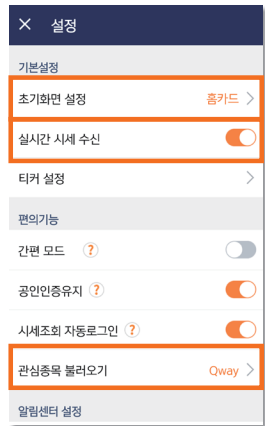 × 설정
기본설정
초기화면 설정 홈카드 >
실시간 시세 수신
티커 설정 >
편의기능
간편 모드 ?
공인인증유지 ?
시세조회 자동로그인 ?
관심종목 불러오기 Qway >
알림센터 설정